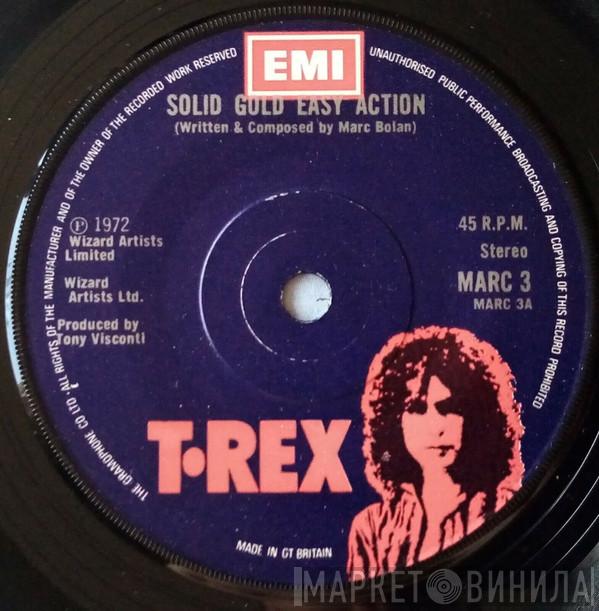 EMI
SOLID GOLD EASY ACTION
(Written & Composed by Marc Bolan)
THE GRAMOPHONE CO LTD · ALL RIGHTS OF THE MANUFACTURER AND OF THE OWNER OF THE RECORDED WORK RESERVED
UNAUTHORISED PUBLIC PERFORMANCE BROADCASTING AND COPYING OF THIS RECORD PROHIBITED
Ⓟ 1972
Wizard Artists
Limited
Wizard
Artists Ltd.
Produced by
Tony Visconti
45 R.P.M.
Stereo
MARC 3
MARC 3A
T·REX
MADE IN GT BRITAIN
МАРКЕТ ВИНИЛА